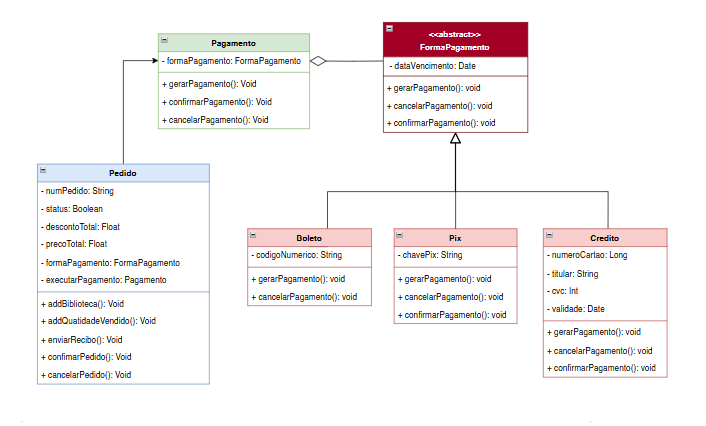 Pagamento
- formaPagamento: FormaPagamento
+ gerarPagamento(): Void
+ confirmarPagamento(): Void
+ cancelarPagamento(): Void
<<abstract>>
FormaPagamento
- dataVencimento: Date
+ gerarPagamento(): void
+ cancelarPagamento(): void
+ confirmarPagamento(): void
Pedido
- numPedido: String
- status: Boolean
- descontoTotal: Float
- precoTotal: Float
- formaPagamento: FormaPagamento
- executarPagamento: Pagamento
+ addBiblioteca(): Void
+ addQuatidadeVendido(): Void
+ enviarRecibo(): Void
+ confimarPedido(): Void
+ cancelarPedido(): Void
Boleto
- codigoNumerico: String
+ gerarPagamento(): void
+ cancelarPagamento(): void
Pix
- chavePix: String
+ gerarPagamento(): void
+ cancelarPagamento(): void
+ confirmarPagamento(): void
Credito
- numeroCartao: Long
- titular: String
- cvc: Int
- validade: Date
+ gerarPagamento(): void
+ cancelarPagamento(): void
+ confirmarPagamento(): void